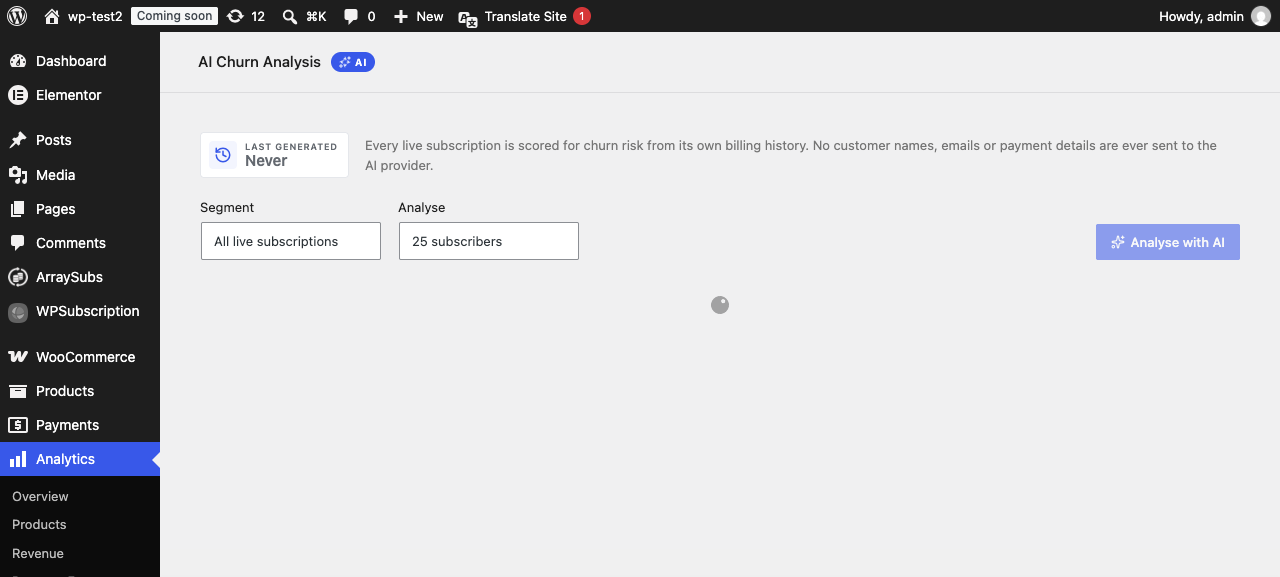 wp-test2 Coming soon 12 ⌘K 0 New Translate Site 1 Howdy, admin
Dashboard
Elementor
Posts
Media
Pages
Comments
ArraySubs
WPSubscription
WooCommerce
Products
Payments
Analytics
Overview
Products
Revenue
AI Churn Analysis AI
LAST GENERATED
Never
Every live subscription is scored for churn risk from its own billing history. No customer names, emails or payment details are ever sent to the
AI provider.
Segment Analyse
All live subscriptions 25 subscribers Analyse with AI